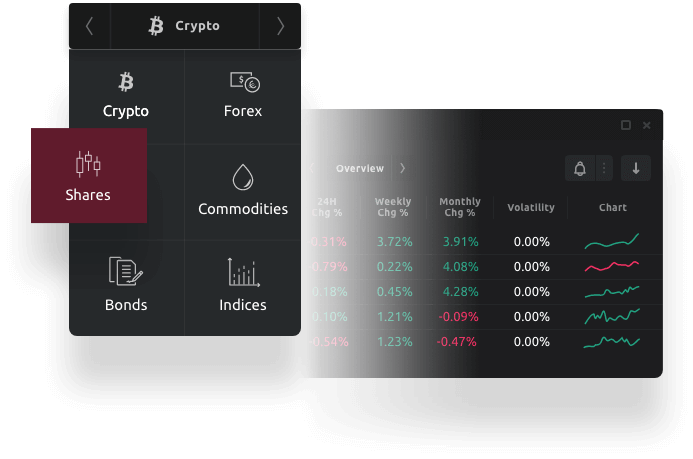 Crypto
Crypto Forex
Shares
Commodities
Bonds Indices
Overview
24H Chg % Weekly Chg % Monthly Chg % Volatility Chart
-0.31% 3.72% 3.91% 0.00%
-0.79% 0.22% 4.08% 0.00%
0.18% 0.45% 4.28% 0.00%
0.10% 1.21% -0.09% 0.00%
-0.54% 1.23% -0.47% 0.00%